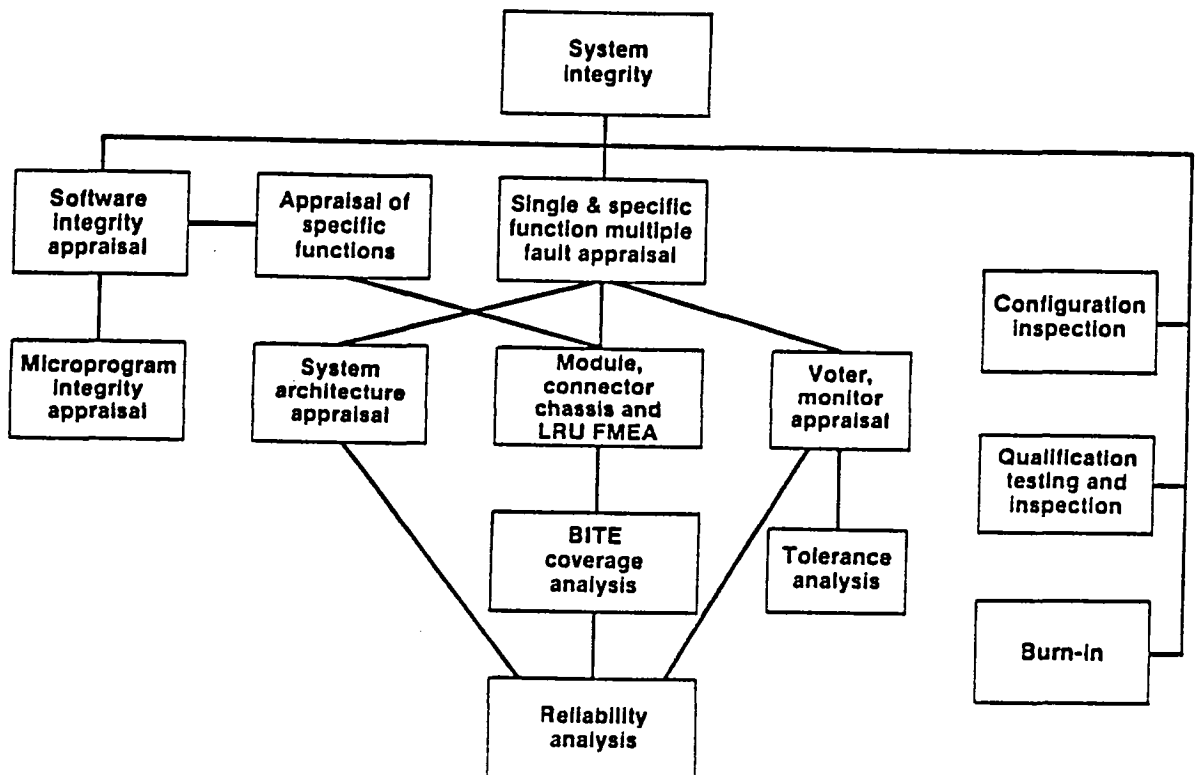 System
integrity
Software
integrity
appraisal
Appraisal of
specific
functions
Single & specific
function multiple
fault appraisal
Configuration
inspection
Microprogram
integrity
appraisal
System
architecture
appraisal
Module,
connector
chassis and
LRU FMEA
Voter,
monitor
appraisal
Qualification
testing and
inspection
BITE
coverage
analysis
Tolerance
analysis
Burn-in
Reliability
analysis